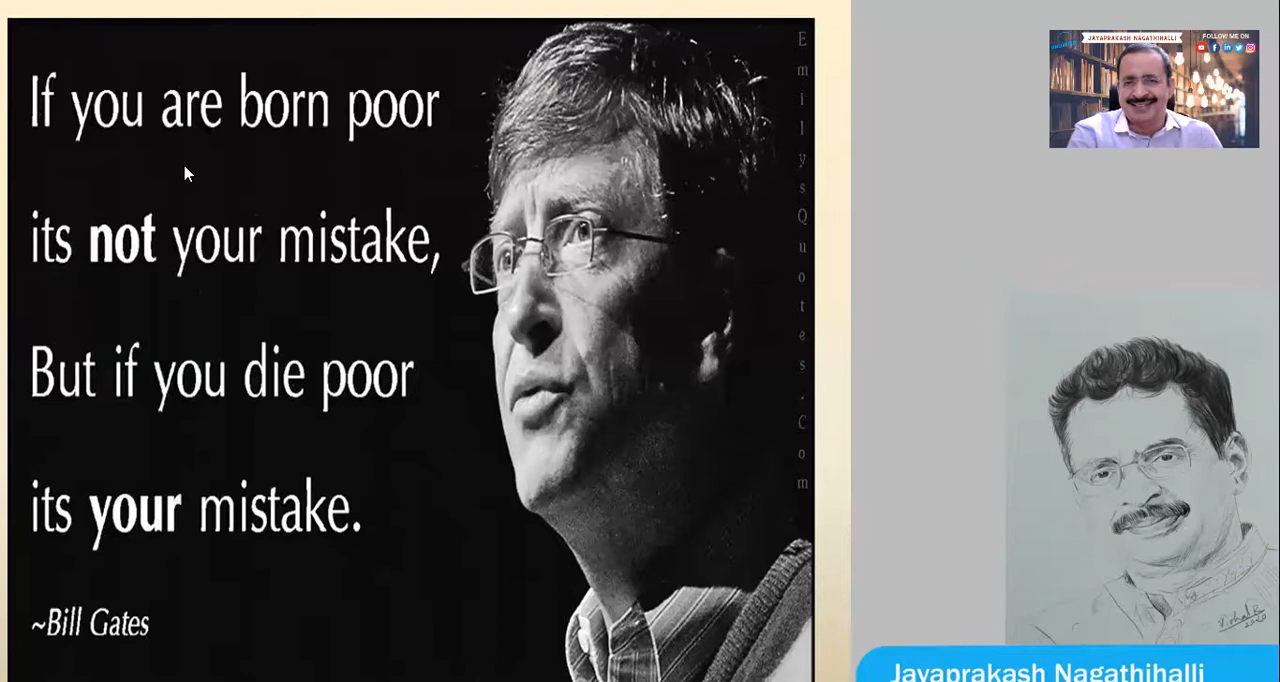 If you are born poor
its not your mistake,
But if you die poor
its your mistake.
~Bill Gates
EmilysQuotes.Com
JAYAPRAKASH NAGATHIHALLI
FOLLOW ME ON
2020
Jayaprakash Nagathihalli